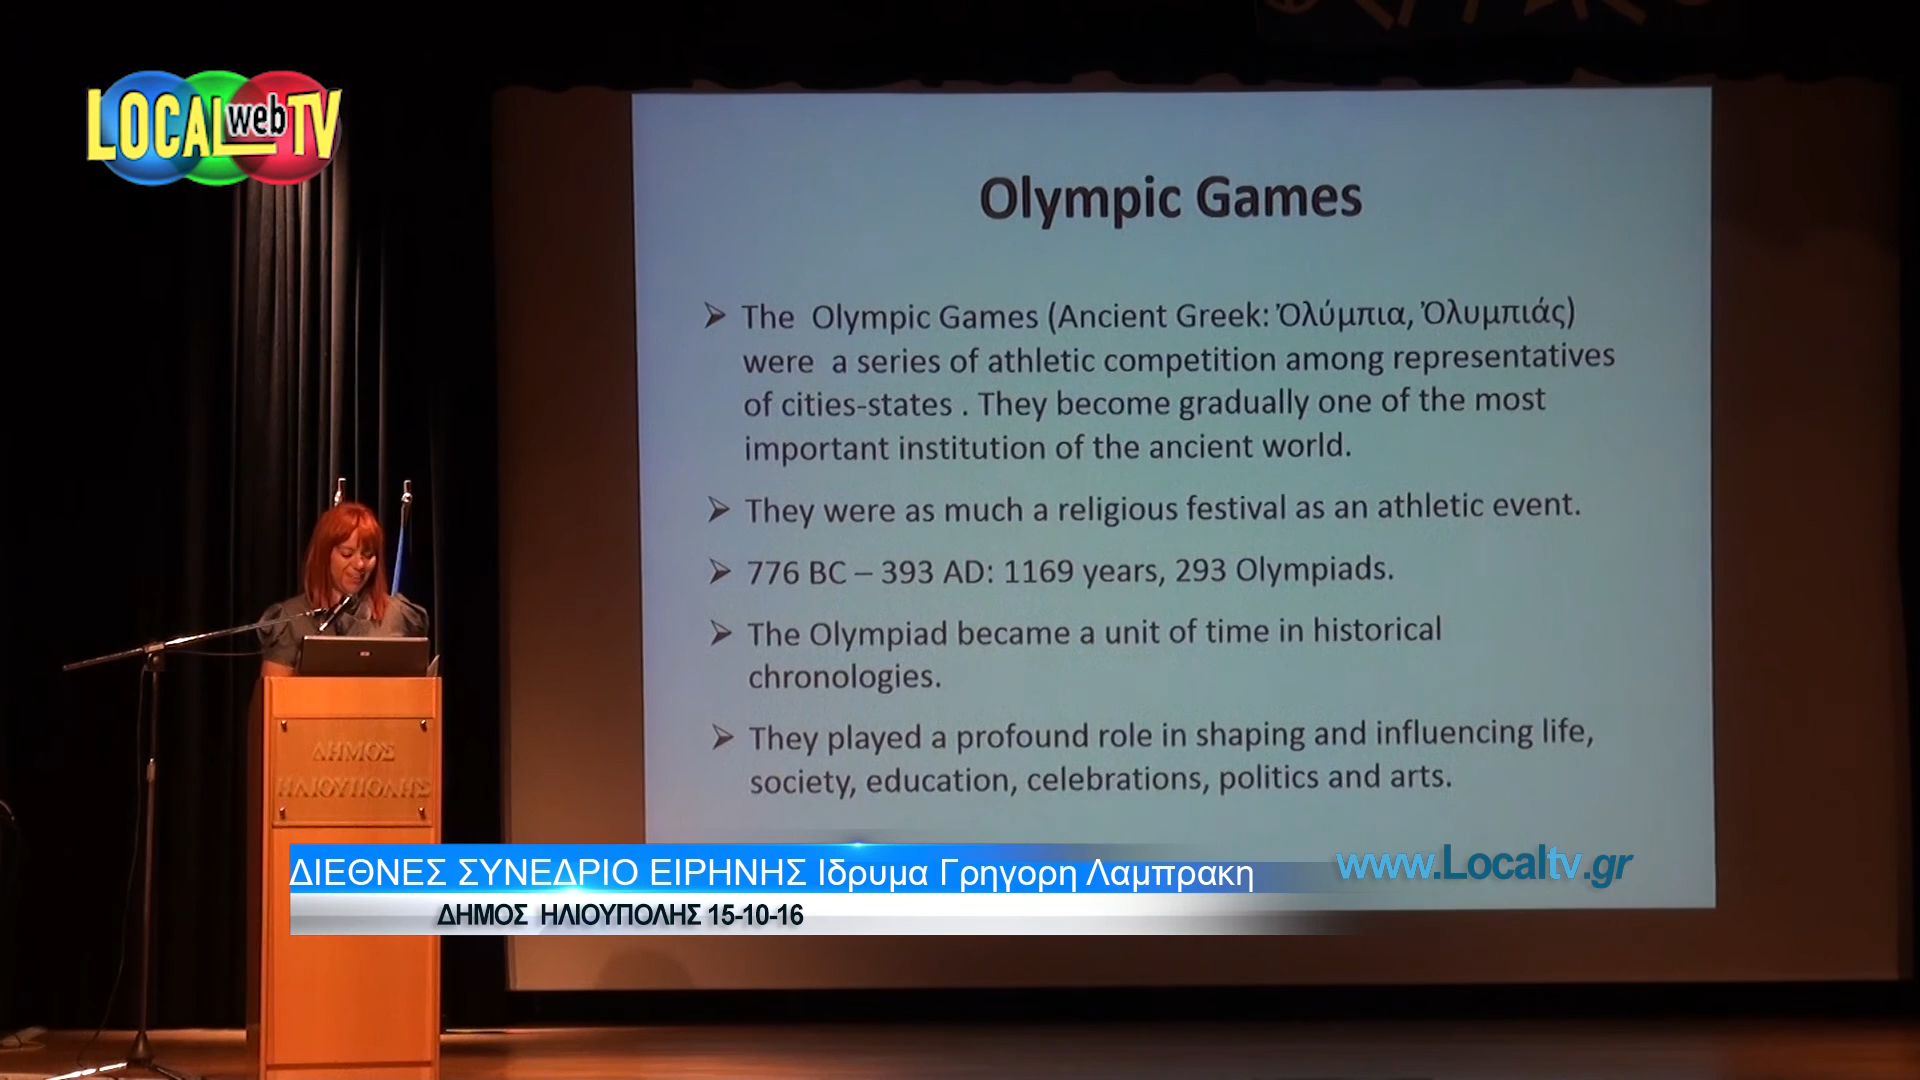 LOCAL web TV
Olympic Games
➢ The Olympic Games (Ancient Greek: Ὀλύμπια, Ὀλυμπιάς)
were a series of athletic competition among representatives
of cities-states . They become gradually one of the most
important institution of the ancient world.
➢ They were as much a religious festival as an athletic event.
➢ 776 BC – 393 AD: 1169 years, 293 Olympiads.
➢ The Olympiad became a unit of time in historical
chronologies.
➢ They played a profound role in shaping and influencing life,
society, education, celebrations, politics and arts.
ΔΗΜΟΣ
ΗΛΙΟΥΠΟΛΗΣ
ΔΙΕΘΝΕΣ ΣΥΝΕΔΡΙΟ ΕΙΡΗΝΗΣ Ιδρυμα Γρηγορη Λαμπρακη
www.Localtv.gr
ΔΗΜΟΣ ΗΛΙΟΥΠΟΛΗΣ 15-10-16